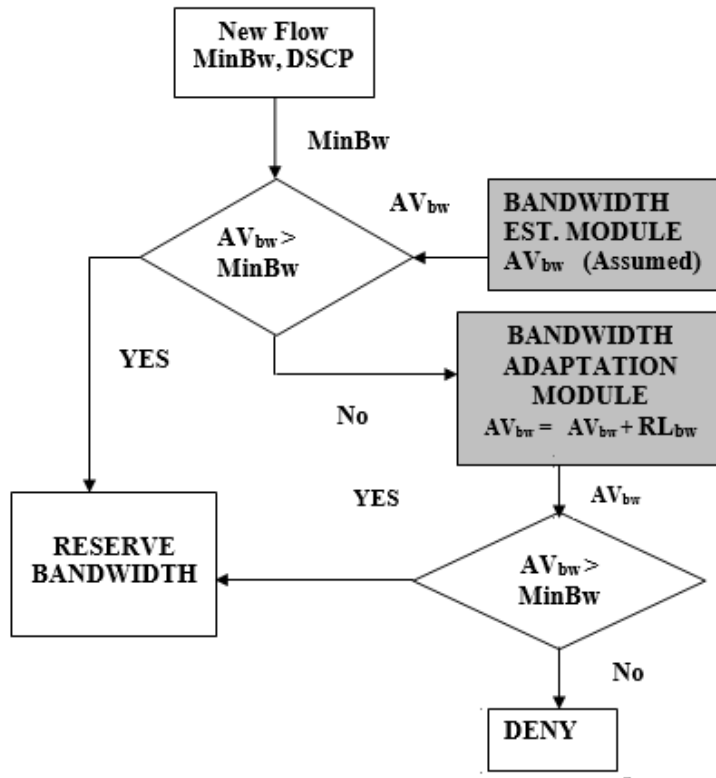 New Flow
MinBw, DSCP
MinBw
AVbw
BANDWIDTH
EST. MODULE
AVbw (Assumed)
AVbw >
MinBw
YES
No
BANDWIDTH
ADAPTATION
MODULE
AVbw = AVbw + RLbw
YES
AVbw
RESERVE
BANDWIDTH
AVbw >
MinBw
No
DENY